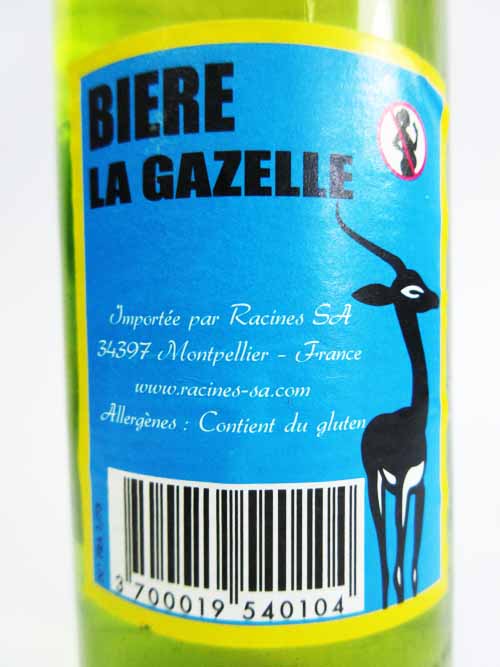 BIERE
LA GAZELLE
Importée par Racines SA
34397 Montpellier - France
www.racines-sa.com
Allergènes : Contient du gluten
3 700019 540104